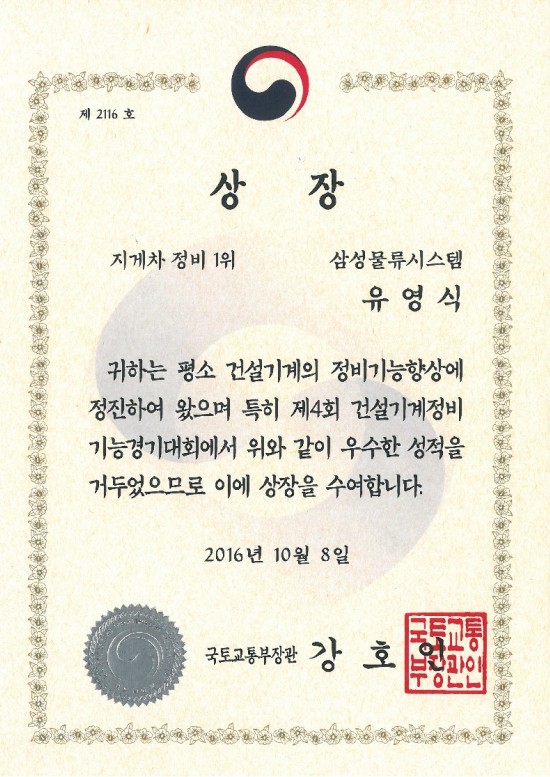 제 2116 호
상 장
지게차 정비 1위
삼성물류시스템
유 영 식
귀하는 평소 건설기계의 정비기능향상에
정진하여 왔으며 특히 제4회 건설기계정비
기능경기대회에서 위와 같이 우수한 성적을
거두었으므로 이에 상장을 수여합니다.
2016년 10월 8일
국토교통부장관 강 호 인
국토교통
부장관인